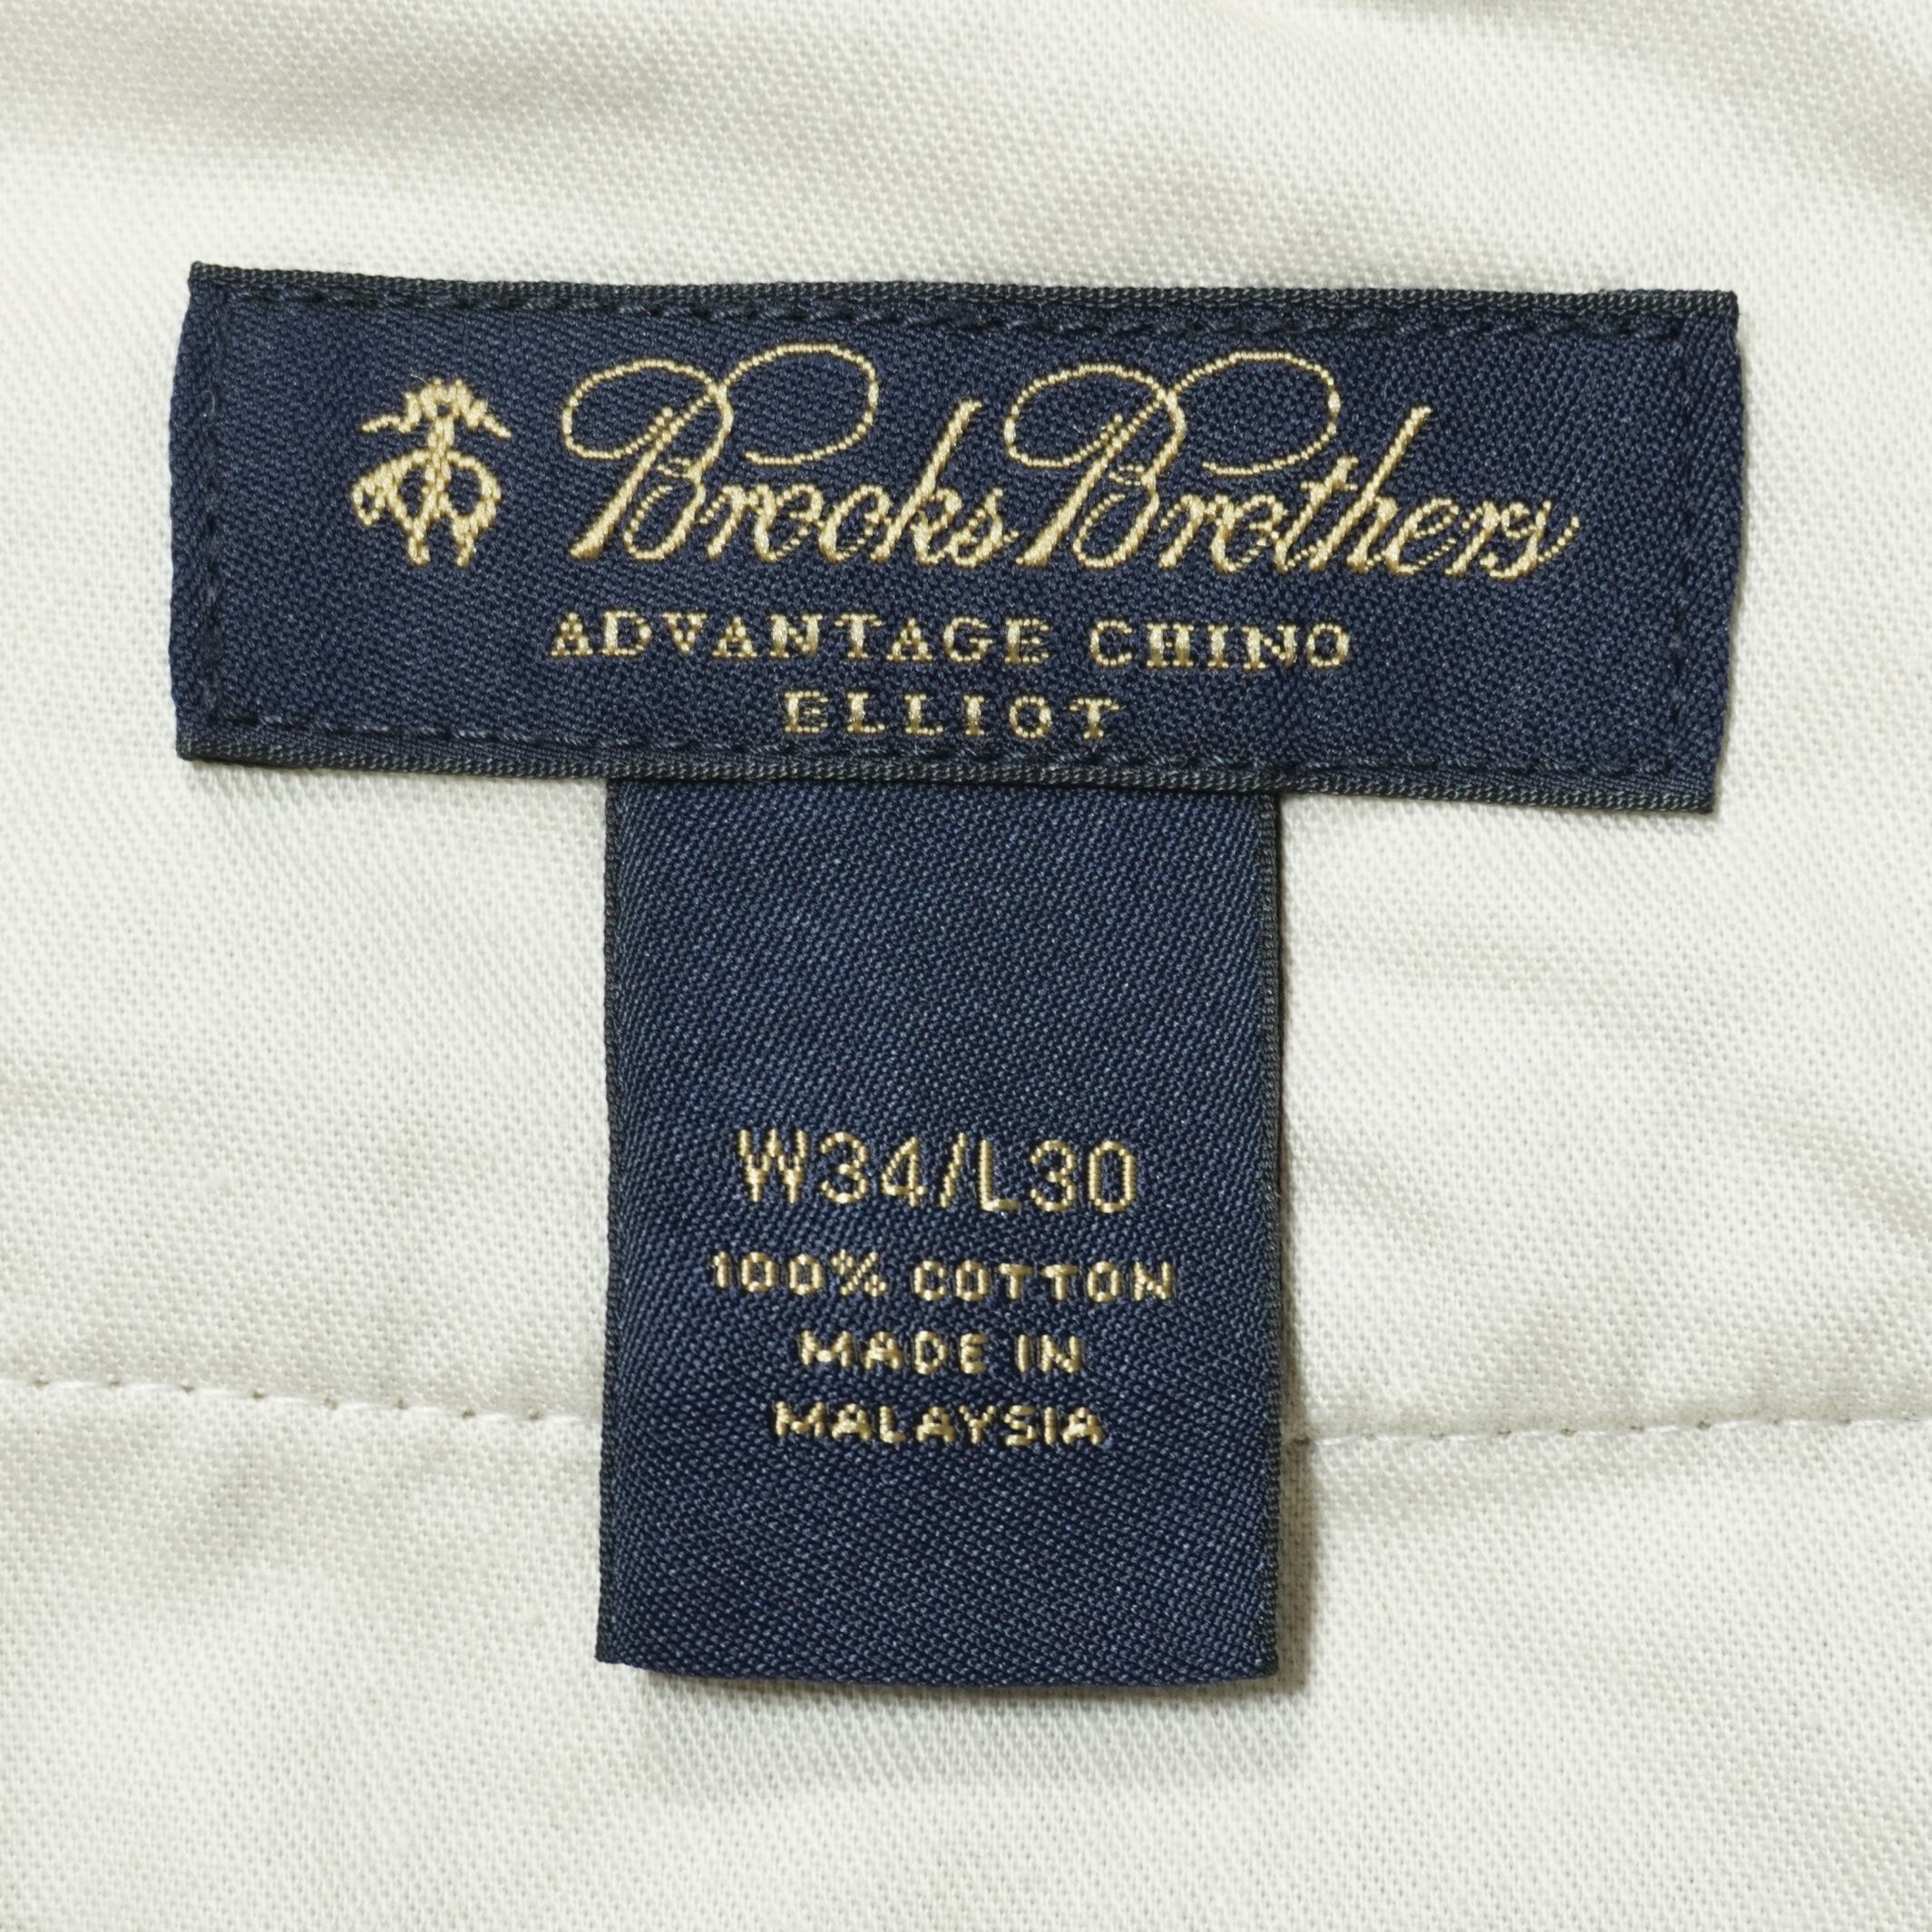 Brooks Brothers
ADVANTAGE CHINO
ELLIOT
W34/L30
100% COTTON
MADE IN
MALAYSIA